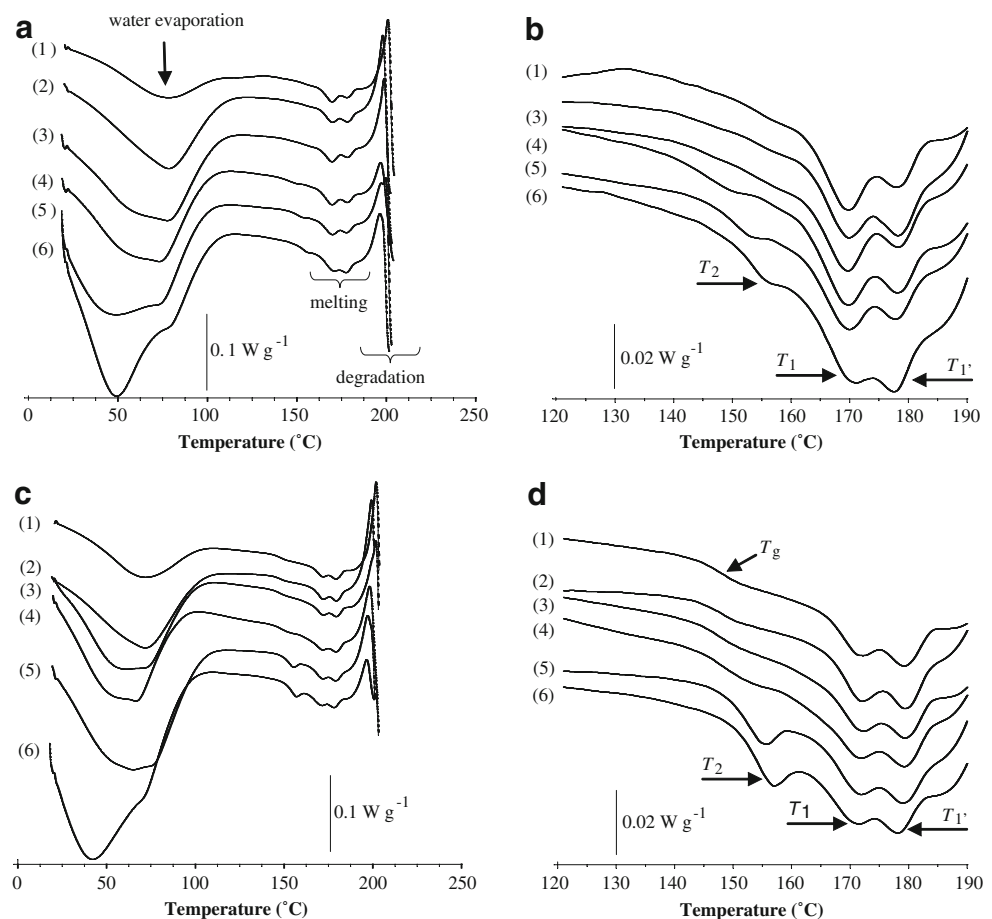 a
water evaporation
(1)
(2)
(3)
(4)
(5)
(6)
melting
0.1 W g-1
degradation
0 50 100 150 200 250
Temperature (˚C)
b
(1)
(3)
(4)
(5)
(6)
T2
0.02 W g-1
T1
T1'
120 130 140 150 160 170 180 190
Temperature (˚C)
c
(1)
(2)
(3)
(4)
(5)
(6)
0.1 W g-1
0 50 100 150 200 250
Temperature (˚C)
d
(1)
Tg
(2)
(3)
(4)
(5)
(6)
T2
T1
T1'
0.02 W g-1
120 130 140 150 160 170 180 190
Temperature (˚C)